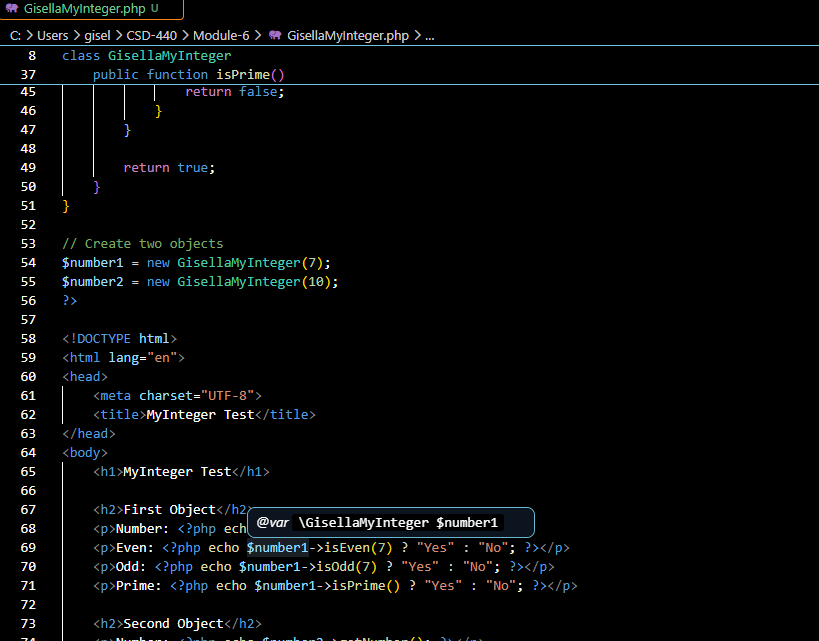 GisellaMyInteger.php U
C: > Users > gisel > CSD-440 > Module-6 > GisellaMyInteger.php > ...
8 class GisellaMyInteger
37 public function isPrime()
45 return false;
46 }
47 }
48
49 return true;
50 }
51 }
52
53 // Create two objects
54 $number1 = new GisellaMyInteger(7);
55 $number2 = new GisellaMyInteger(10);
56 ?>
57
58 <!DOCTYPE html>
59 <html lang="en">
60 <head>
61 <meta charset="UTF-8">
62 <title>MyInteger Test</title>
63 </head>
64 <body>
65 <h1>MyInteger Test</h1>
66
67 <h2>First Object</h2
@var \GisellaMyInteger $number1
68 <p>Number: <?php ech
69 <p>Even: <?php echo $number1->isEven(7) ? "Yes" : "No"; ?></p>
70 <p>Odd: <?php echo $number1->isOdd(7) ? "Yes" : "No"; ?></p>
71 <p>Prime: <?php echo $number1->isPrime() ? "Yes" : "No"; ?></p>
72
73 <h2>Second Object</h2>
74 <p>Number: <?php echo $number2->getNumber(); ?></p>